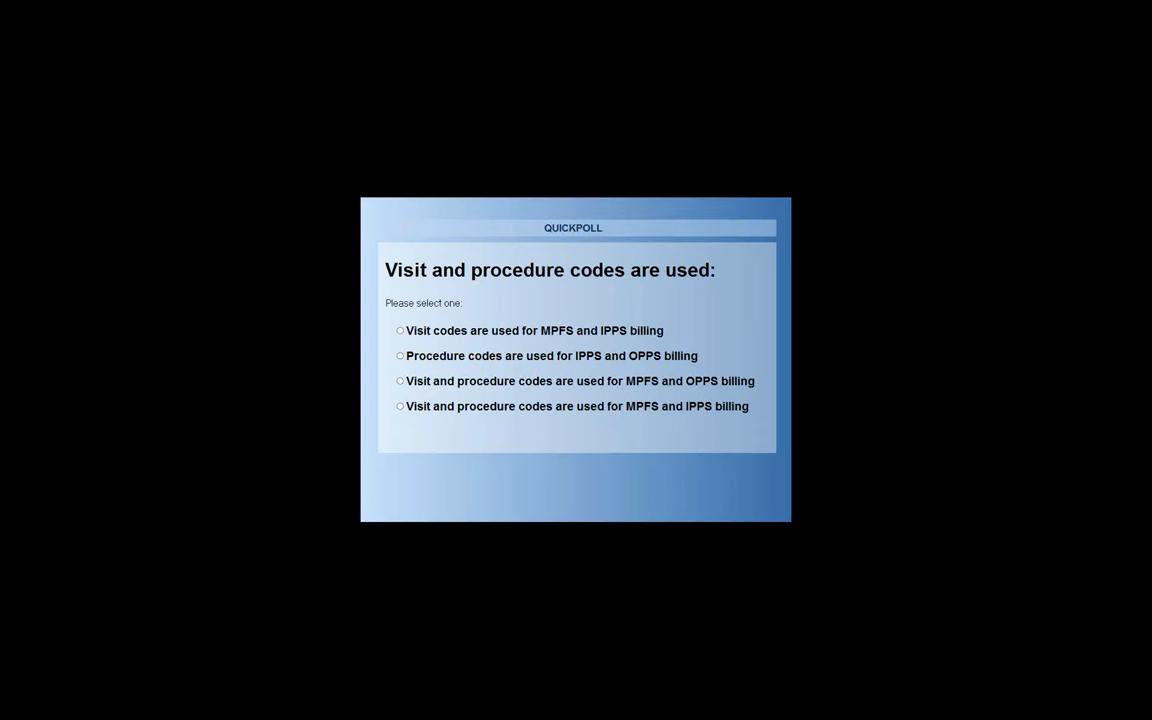 QUICKPOLL
Visit and procedure codes are used:
Please select one:
Visit codes are used for MPFS and IPPS billing
Procedure codes are used for IPPS and OPPS billing
Visit and procedure codes are used for MPFS and OPPS billing
Visit and procedure codes are used for MPFS and IPPS billing